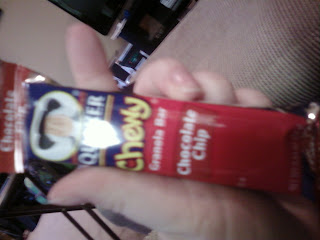 Chocolate
QUAKER
Chewy
Granola Bar
Chocolate
Chip